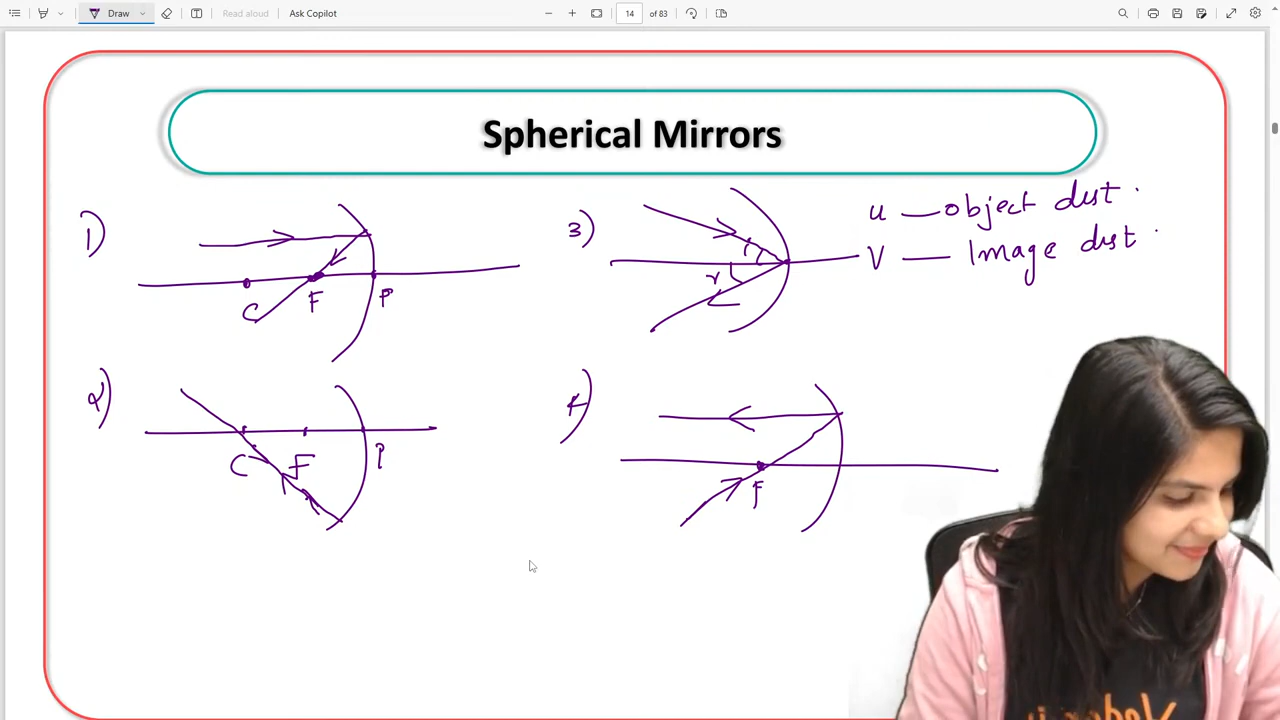 Draw
Read aloud
Ask Copilot
14 of 83
Spherical Mirrors
1)
C
F
P
3)
i
r
u — object dist.
V — Image dist.
2)
C
F
P
4)
F